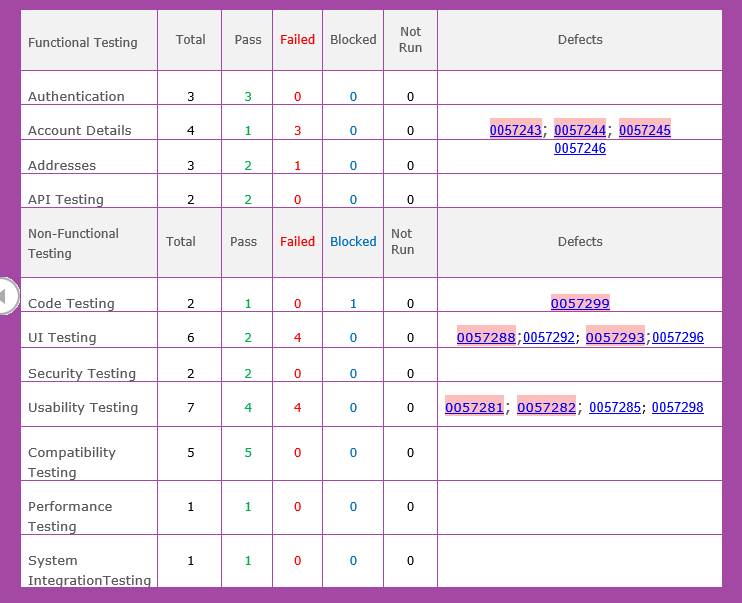 Functional Testing Total Pass Failed Blocked Not Run Defects
Authentication 3 3 0 0 0
Account Details 4 1 3 0 0 0057243; 0057244; 0057245
Addresses 3 2 1 0 0 0057246
API Testing 2 2 0 0 0
Non-Functional Testing Total Pass Failed Blocked Not Run Defects
Code Testing 2 1 0 1 0 0057299
UI Testing 6 2 4 0 0 0057288;0057292; 0057293;0057296
Security Testing 2 2 0 0 0
Usability Testing 7 4 4 0 0 0057281; 0057282; 0057285; 0057298
Compatibility Testing 5 5 0 0 0
Performance Testing 1 1 0 0 0
System IntegrationTesting 1 1 0 0 0